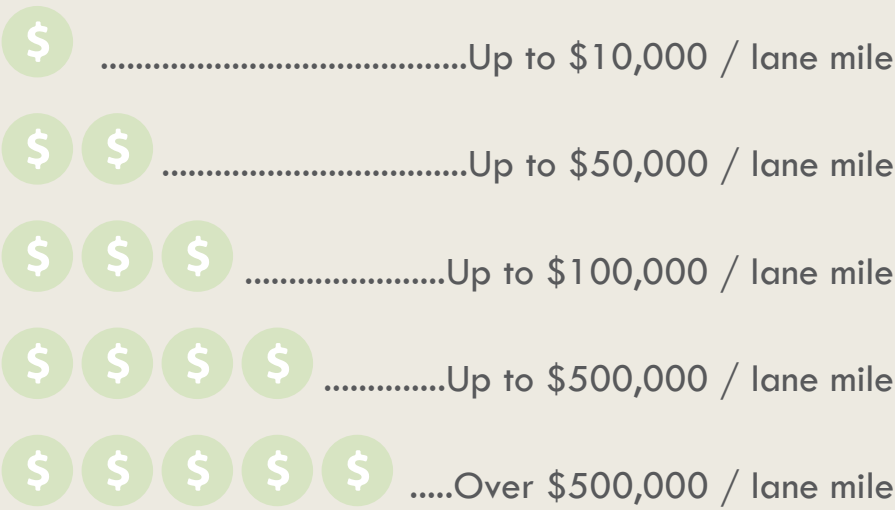 $ .........................................Up to $10,000 / lane mile
$ $ ..................................Up to $50,000 / lane mile
$ $ $ ......................Up to $100,000 / lane mile
$ $ $ $ .............Up to $500,000 / lane mile
$ $ $ $ $ .....Over $500,000 / lane mile